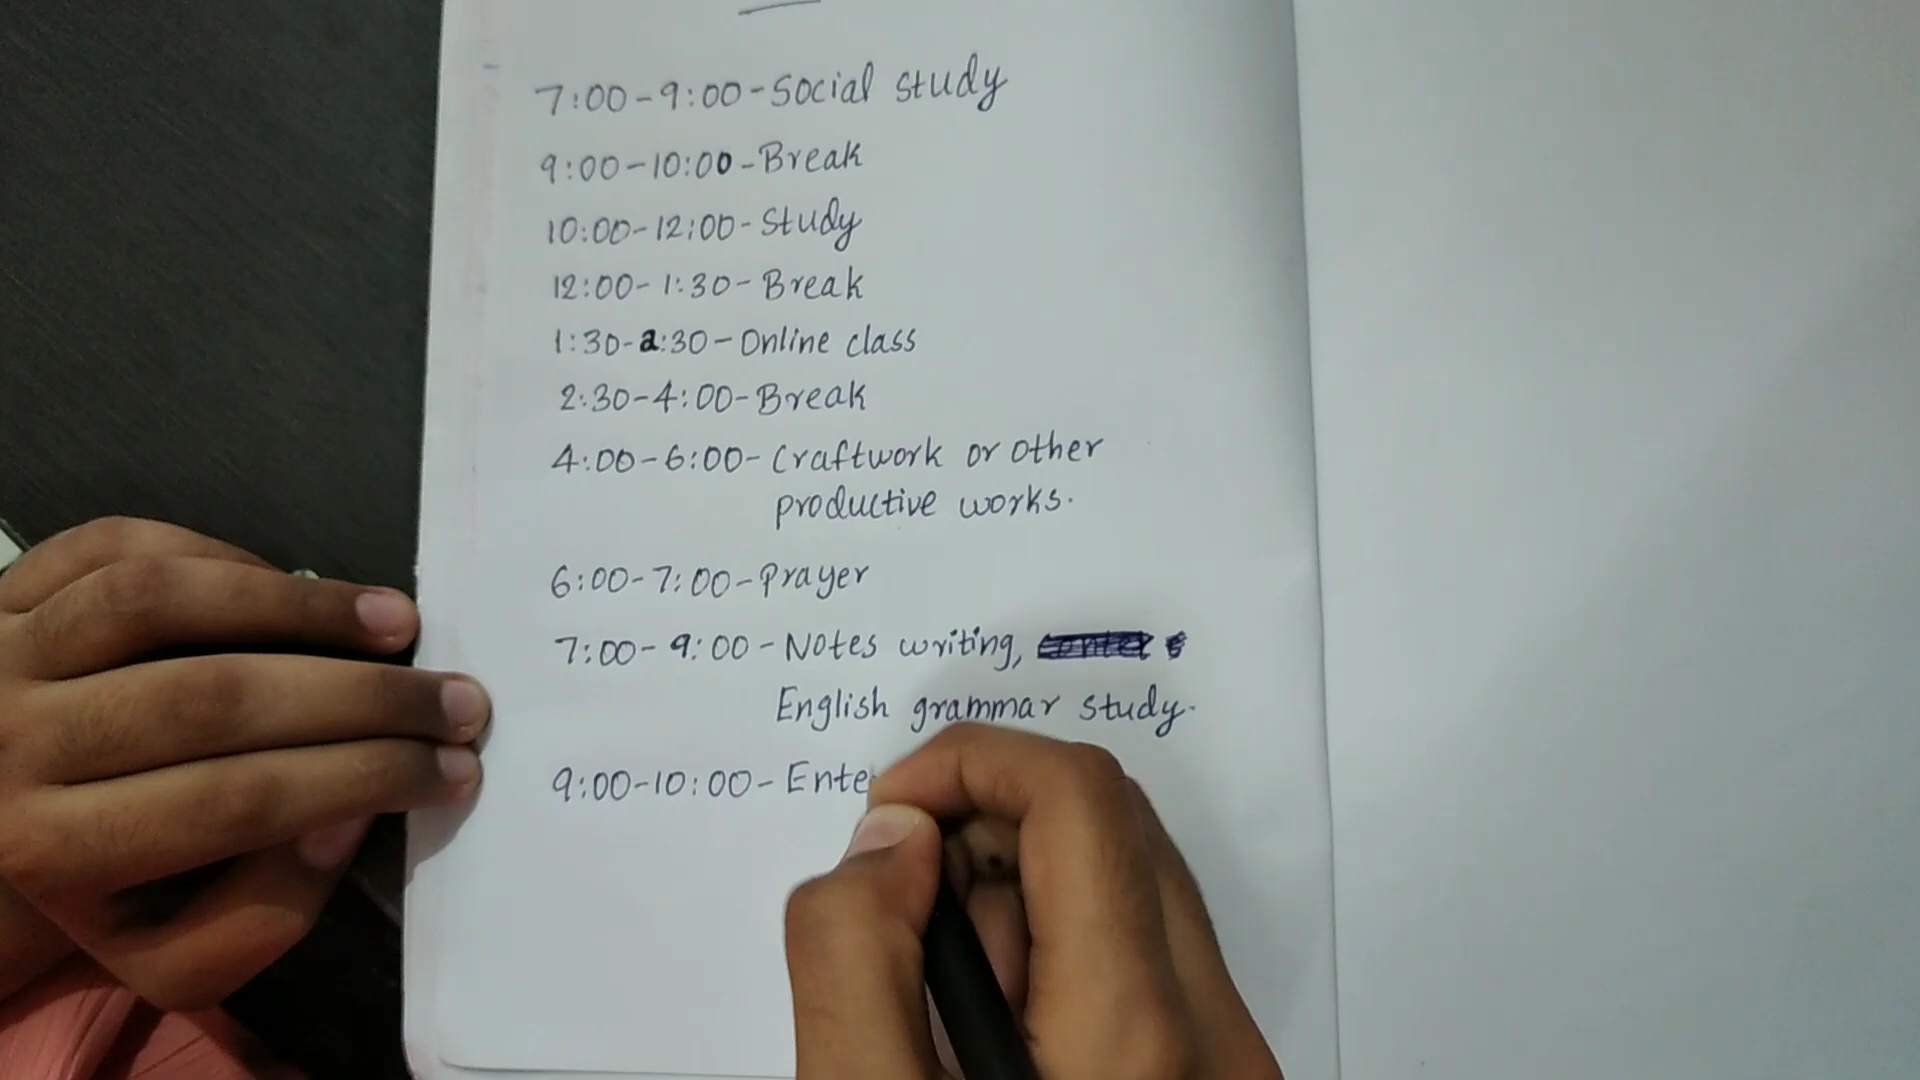 7:00-9:00-Social study
9:00-10:00-Break
10:00-12:00-Study
12:00-1:30-Break
1:30-2:30-Online class
2:30-4:00-Break
4:00-6:00-Craftwork or other
productive works.
6:00-7:00-Prayer
7:00-9:00-Notes writing,
English grammar study.
9:00-10:00-Ente